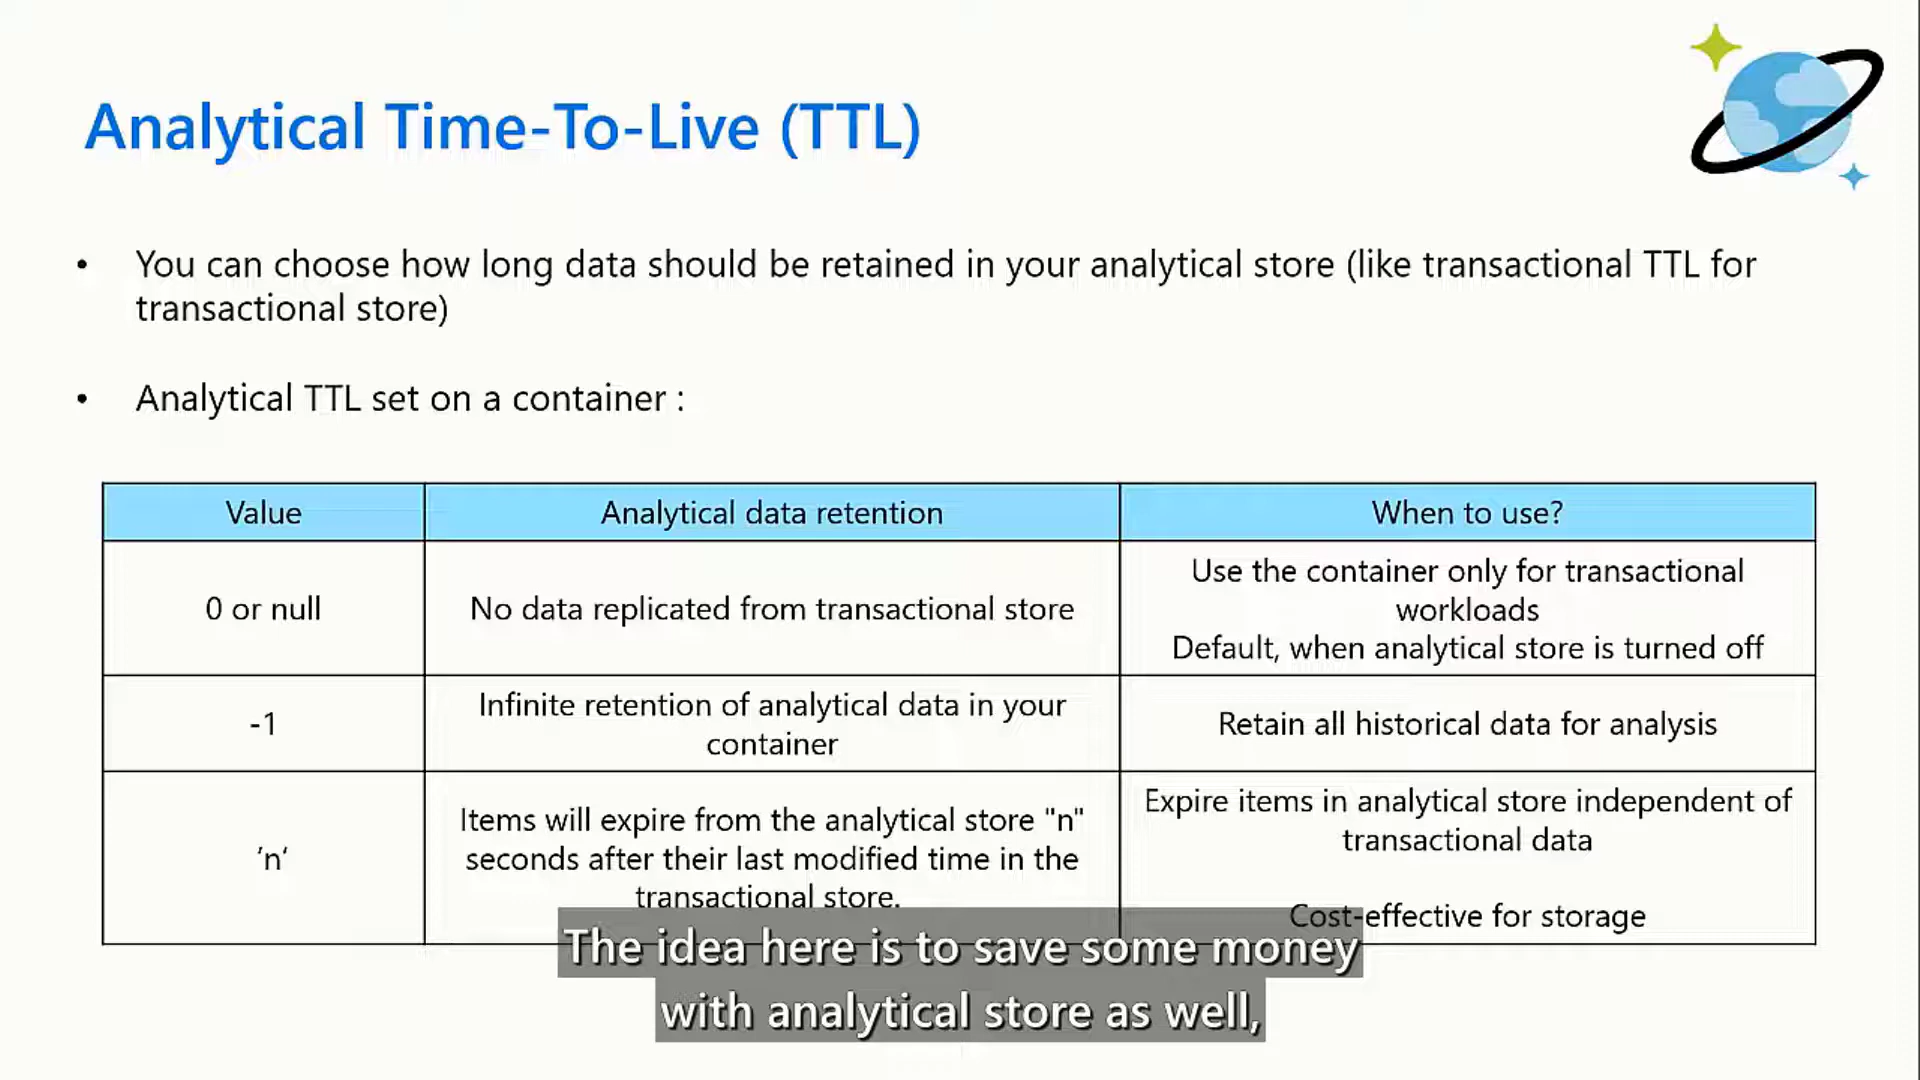 Analytical Time-To-Live (TTL)
• You can choose how long data should be retained in your analytical store (like transactional TTL for
transactional store)
• Analytical TTL set on a container :
Value
Analytical data retention
When to use?
0 or null
No data replicated from transactional store
Use the container only for transactional
workloads
Default, when analytical store is turned off
-1
Infinite retention of analytical data in your
container
Retain all historical data for analysis
’n‘
Items will expire from the analytical store "n"
seconds after their last modified time in the
transactional store.
Expire items in analytical store independent of
transactional data
Cost-effective for storage
The idea here is to save some money
with analytical store as well,